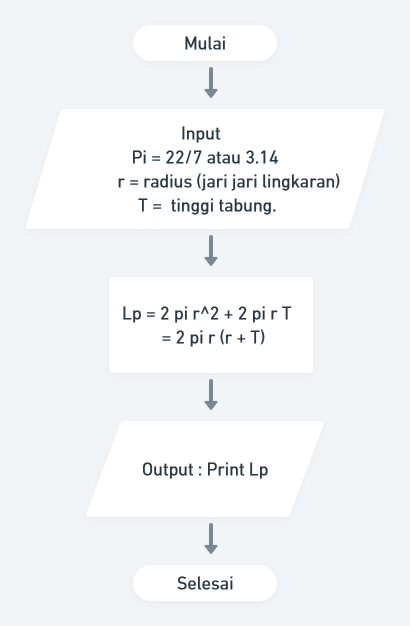 Mulai
Input
Pi = 22/7 atau 3.14
r = radius (jari jari lingkaran)
T = tinggi tabung.
Lp = 2 pi r^2 + 2 pi r T
= 2 pi r (r + T)
Output : Print Lp
Selesai